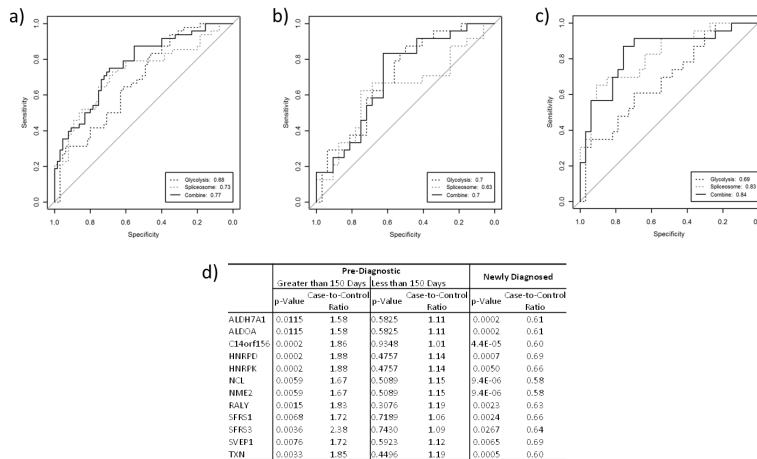 a)
Sensitivity
1.0
0.8
0.6
0.4
0.2
0.0
1.0 0.8 0.6 0.4 0.2 0.0
Specificity
Glycolysis: 0.68
Spliceosome: 0.73
Combine: 0.77
b)
Sensitivity
1.0
0.8
0.6
0.4
0.2
0.0
1.0 0.8 0.6 0.4 0.2 0.0
Specificity
Glycolysis: 0.7
Spliceosome: 0.63
Combine: 0.7
c)
Sensitivity
1.0
0.8
0.6
0.4
0.2
0.0
1.0 0.8 0.6 0.4 0.2 0.0
Specificity
Glycolysis: 0.69
Spliceosome: 0.83
Combine: 0.84
d)
Pre-Diagnostic Newly Diagnosed
Greater than 150 Days Less than 150 Days
p-Value Case-to-Control Ratio p-Value Case-to-Control Ratio p-Value Case-to-Control Ratio
ALDH7A1 0.0115 1.58 0.5825 1.11 0.0002 0.61
ALDOA 0.0115 1.58 0.5825 1.11 0.0002 0.61
C14orf156 0.0002 1.86 0.9348 1.01 4.4E-05 0.60
HNRPD 0.0002 1.88 0.4757 1.14 0.0007 0.69
HNRPK 0.0002 1.88 0.4757 1.14 0.0050 0.66
NCL 0.0059 1.67 0.5089 1.15 9.4E-06 0.58
NME2 0.0059 1.67 0.5089 1.15 9.4E-06 0.58
RALY 0.0015 1.83 0.3076 1.19 0.0023 0.63
SFRS1 0.0068 1.72 0.7189 1.06 0.0024 0.66
SFRS3 0.0036 2.38 0.7430 1.09 0.0267 0.64
SVEP1 0.0076 1.72 0.5923 1.12 0.0065 0.69
TXN 0.0033 1.85 0.4496 1.19 0.0005 0.60